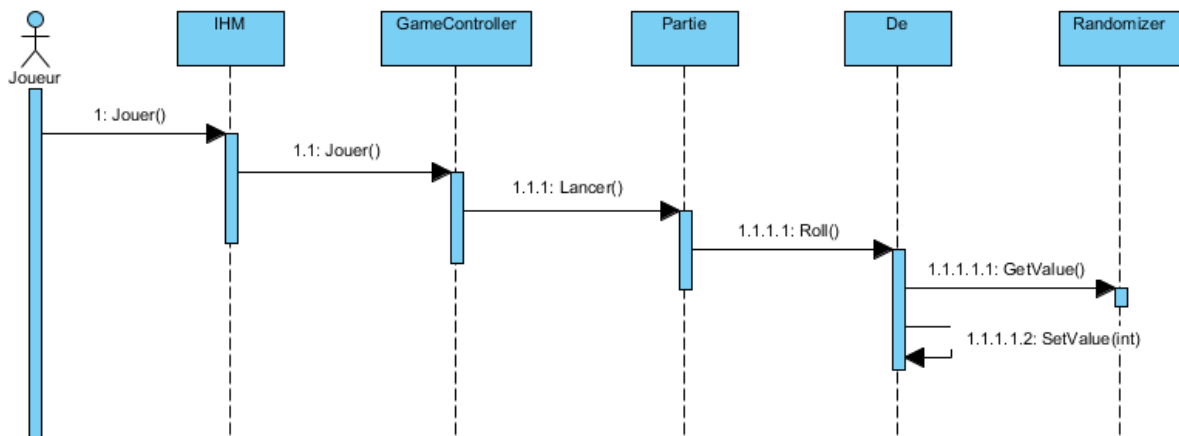 IHM
GameController
Partie
De
Randomizer
Joueur
1: Jouer()
1.1: Jouer()
1.1.1: Lancer()
1.1.1.1: Roll()
1.1.1.1.1: GetValue()
1.1.1.1.2: SetValue(int)